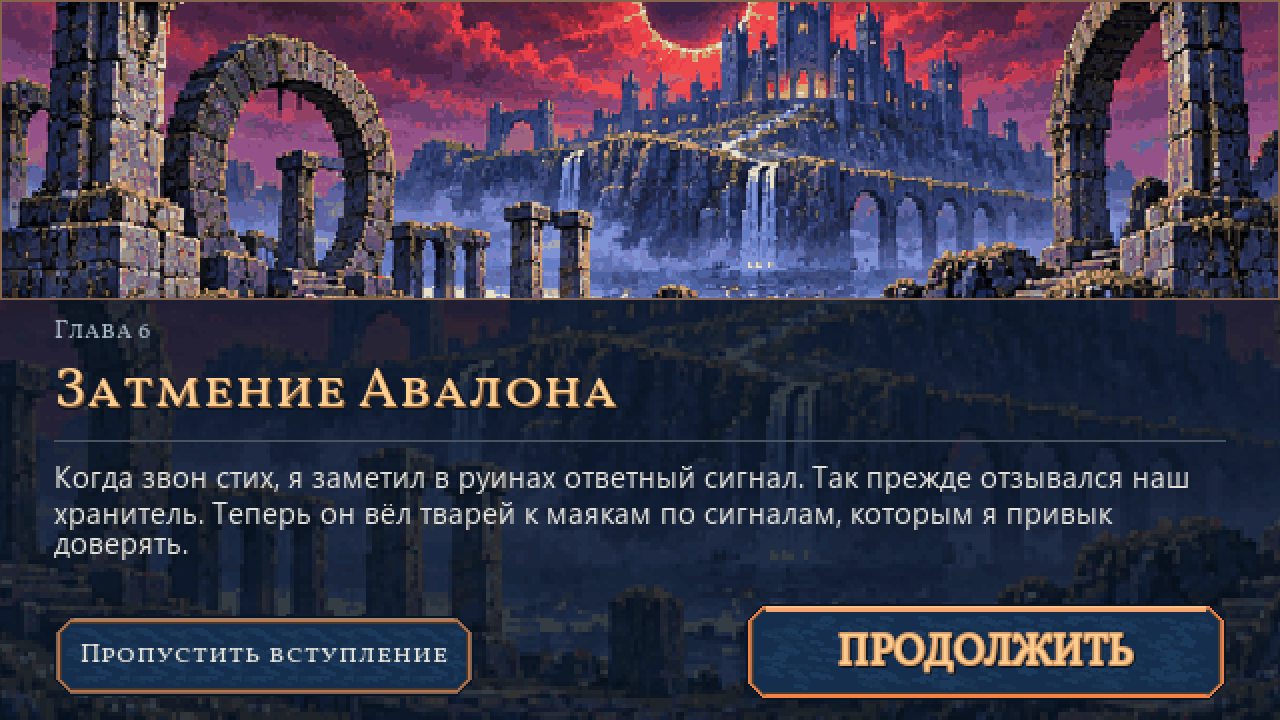 Глава 6
Затмение Авалона
Когда звон стих, я заметил в руинах ответный сигнал. Так прежде отзывался наш
хранитель. Теперь он вёл тварей к маякам по сигналам, которым я привык
доверять.
Пропустить вступление
ПРОДОЛЖИТЬ